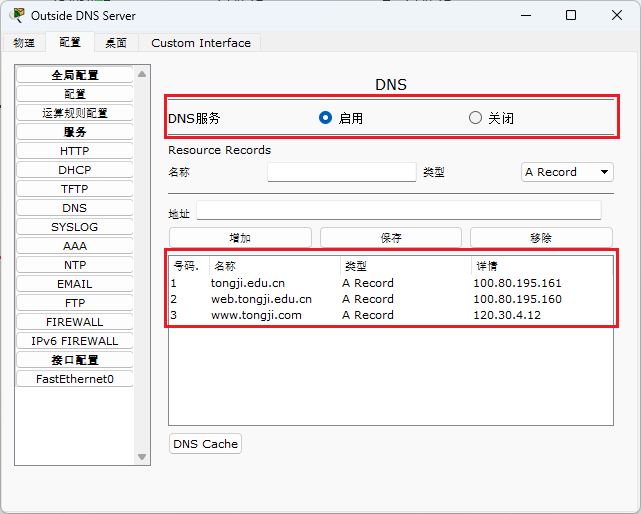 Outside DNS Server
物理 配置 桌面 Custom Interface
全局配置
配置
运算规则配置
服务
HTTP
DHCP
TFTP
DNS
SYSLOG
AAA
NTP
EMAIL
FTP
FIREWALL
IPv6 FIREWALL
接口配置
FastEthernet0
DNS
DNS服务 启用 关闭
Resource Records
名称 类型 A Record
地址
增加 保存 移除
号码. 名称 类型 详情
1 tongji.edu.cn A Record 100.80.195.161
2 web.tongji.edu.cn A Record 100.80.195.160
3 www.tongji.com A Record 120.30.4.12
DNS Cache